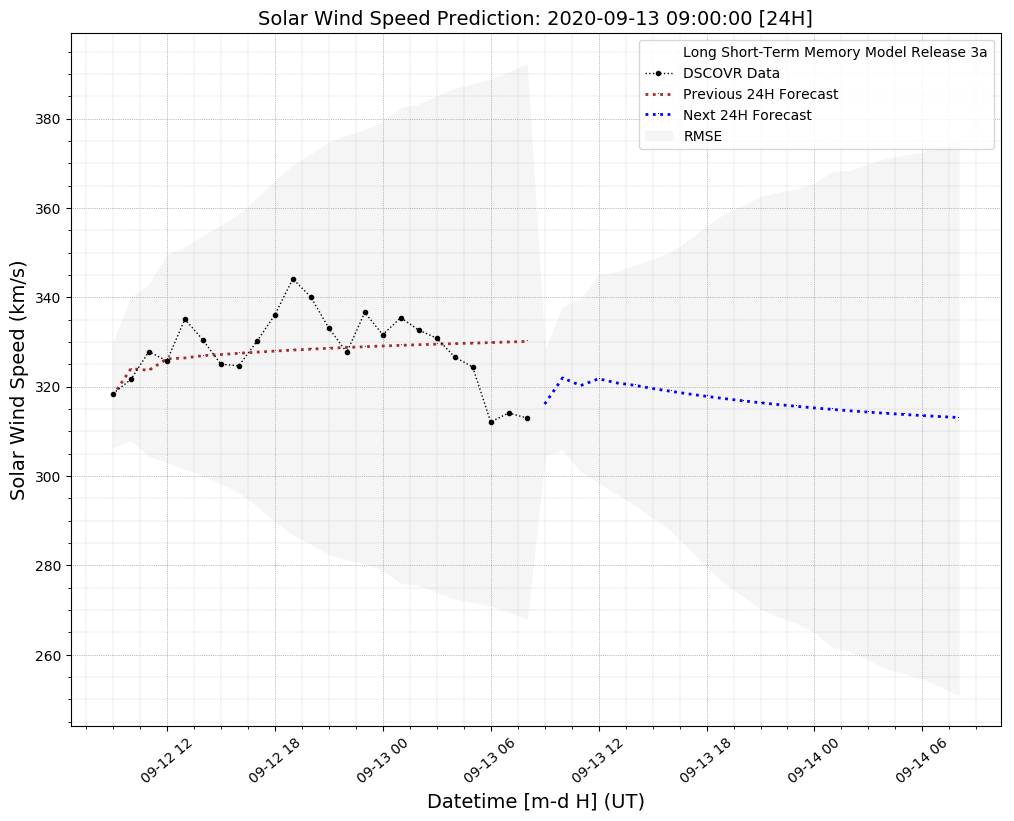 Solar Wind Speed Prediction: 2020-09-13 09:00:00 [24H]
Long Short-Term Memory Model Release 3a
DSCOVR Data
Previous 24H Forecast
Next 24H Forecast
RMSE
Solar Wind Speed (km/s)
380
360
340
320
300
280
260
09-12 12
09-12 18
09-13 00
09-13 06
09-13 12
09-13 18
09-14 00
09-14 06
Datetime [m-d H] (UT)